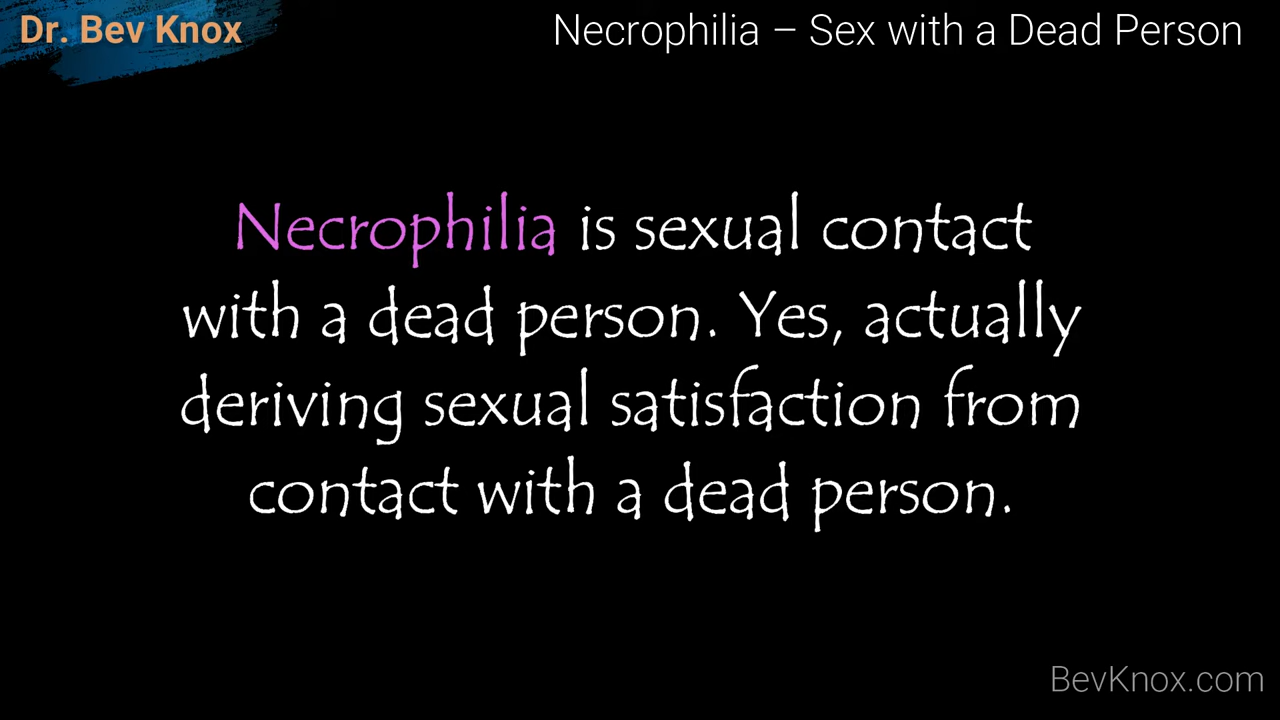 Dr. Bev Knox
Necrophilia – Sex with a Dead Person
Necrophilia is sexual contact
with a dead person. Yes, actually
deriving sexual satisfaction from
contact with a dead person.
BevKnox.com